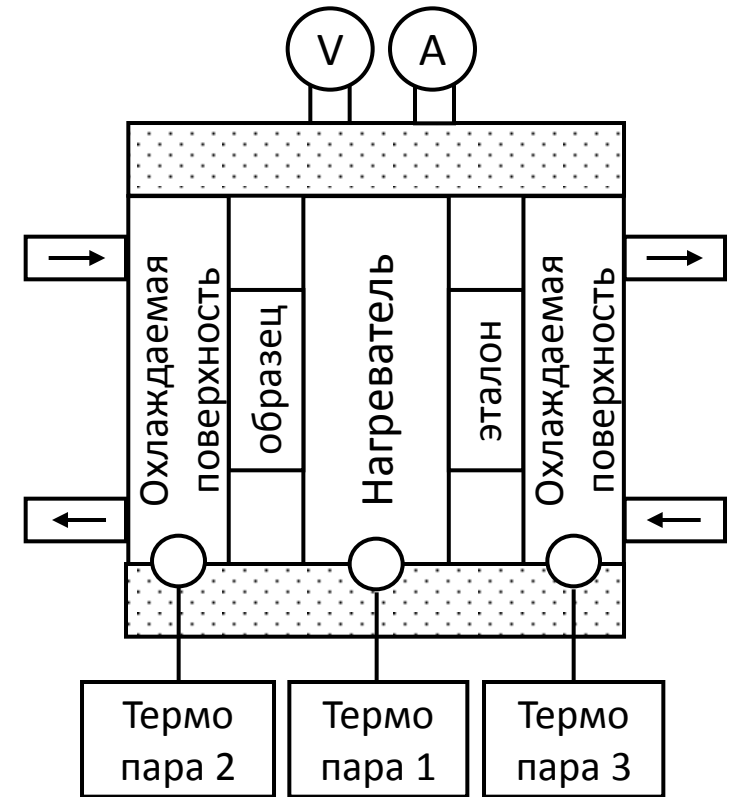 V
A
Охлаждаемая
поверхность
образец
Нагреватель
эталон
Охлаждаемая
поверхность
Термо
пара 2
Термо
пара 1
Термо
пара 3